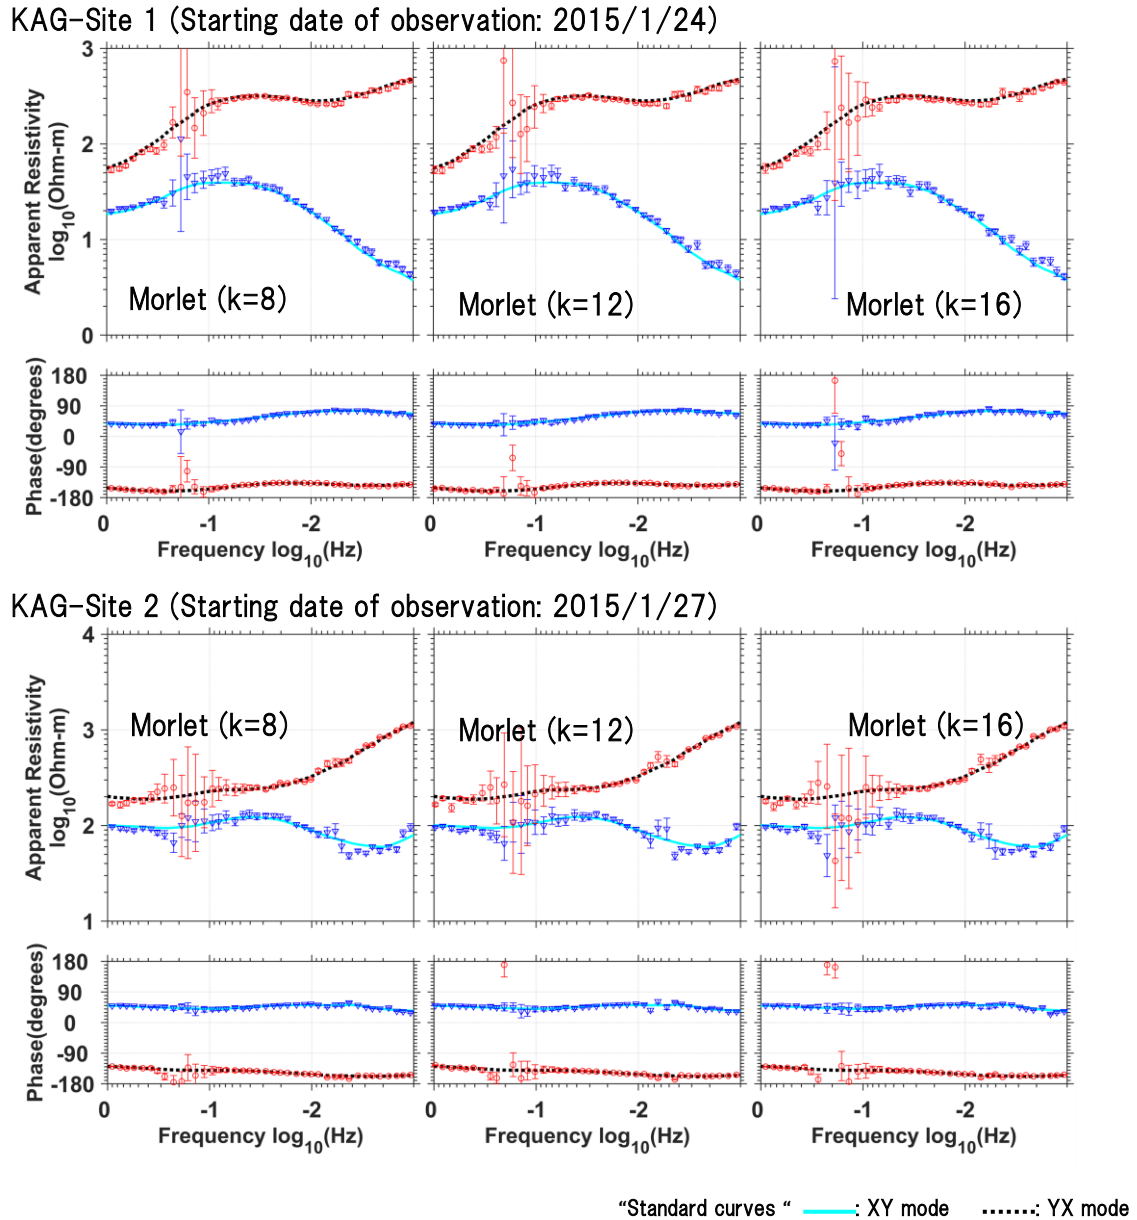 KAG-Site 1 (Starting date of observation: 2015/1/24)
3
2
1
0
Apparent Resistivity
log10(Ohm-m)
Morlet (k=8)
Morlet (k=12)
Morlet (k=16)
180
90
0
-90
-180
Phase(degrees)
0 -1 -2
0 -1 -2
0 -1 -2
Frequency log10(Hz)
Frequency log10(Hz)
Frequency log10(Hz)
KAG-Site 2 (Starting date of observation: 2015/1/27)
4
3
2
1
Apparent Resistivity
log10(Ohm-m)
Morlet (k=8)
Morlet (k=12)
Morlet (k=16)
180
90
0
-90
-180
Phase(degrees)
0 -1 -2
0 -1 -2
0 -1 -2
Frequency log10(Hz)
Frequency log10(Hz)
Frequency log10(Hz)
“Standard curves “ : XY mode : YX mode